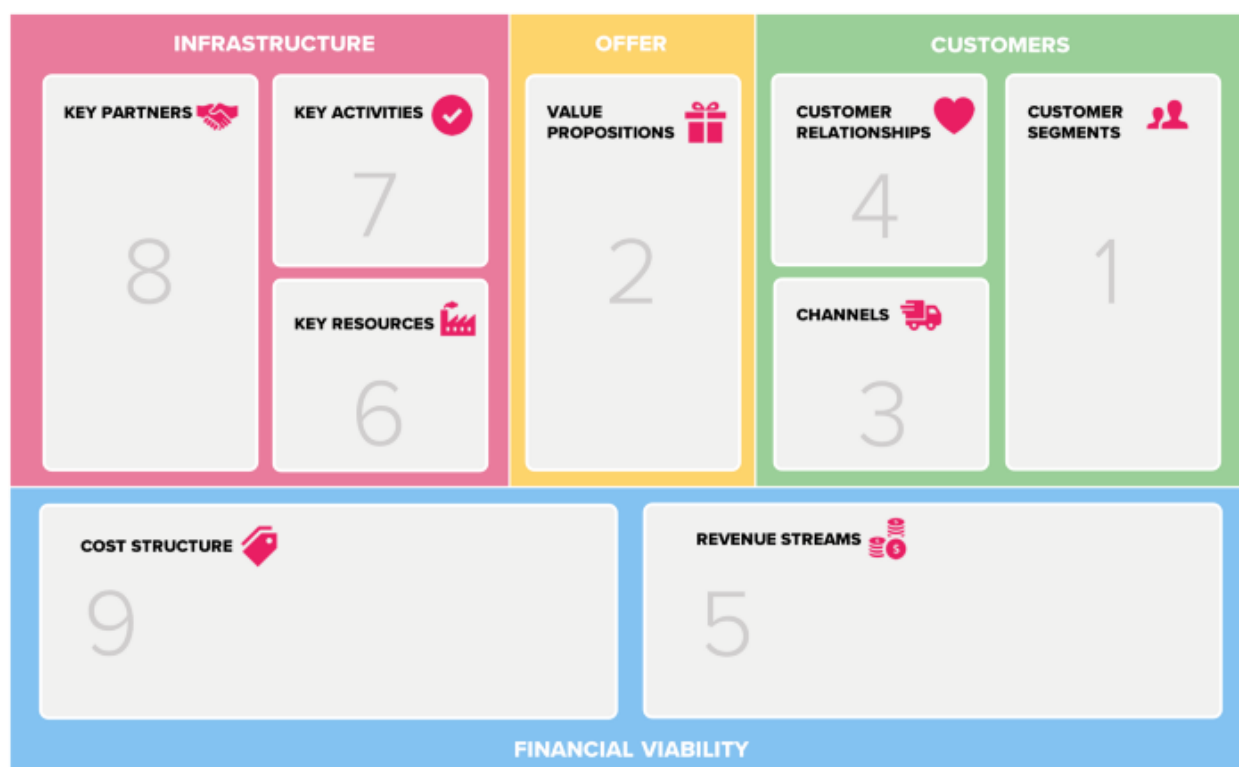 INFRASTRUCTURE
OFFER
CUSTOMERS
KEY PARTNERS
8
KEY ACTIVITIES
7
KEY RESOURCES
6
VALUE
PROPOSITIONS
2
CUSTOMER
RELATIONSHIPS
4
CHANNELS
3
CUSTOMER
SEGMENTS
1
COST STRUCTURE
9
REVENUE STREAMS
$
5
FINANCIAL VIABILITY